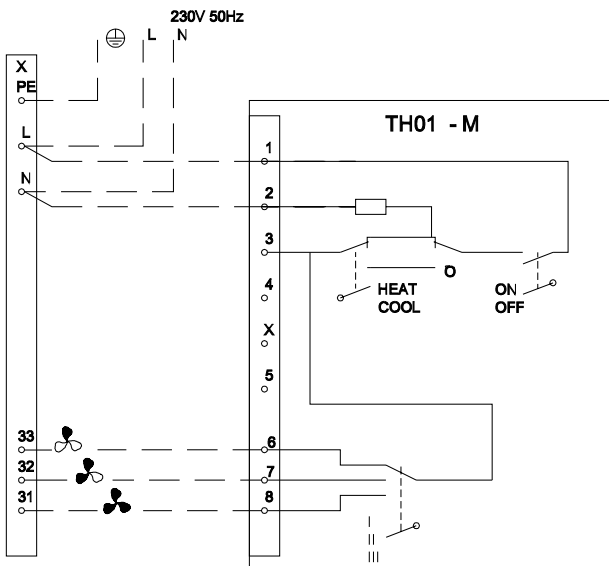 230V 50Hz
L N
X
PE
L
N
33
32
31
TH01 - M
1
2
3
4
X
5
6
7
8
HEAT
COOL
ON
OFF
I
II
III